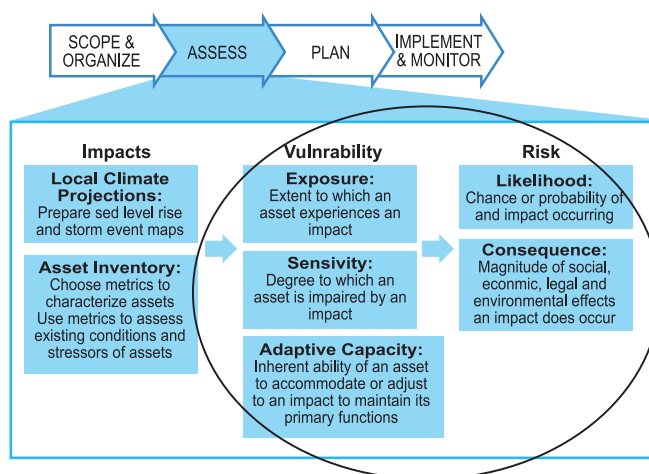 SCOPE &
ORGANIZE
ASSESS
PLAN
IMPLEMENT
& MONITOR
Impacts
Local Climate
Projections:
Prepare sed level rise
and storm event maps
Asset Inventory:
Choose metrics to
characterize assets
Use metrics to assess
existing conditions and
stressors of assets
Vulnrability
Exposure:
Extent to which an
asset experiences an
impact
Sensivity:
Degree to which an
asset is impaired by an
impact
Adaptive Capacity:
Inherent ability of an asset
to accommodate or adjust
to an impact to maintain its
primary functions
Risk
Likelihood:
Chance or probability of
and impact occurring
Consequence:
Magnitude of social,
econmic, legal and
environmental effects
an impact does occur